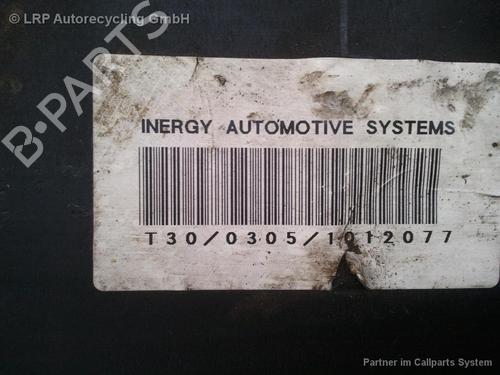 © LRP Autorecycling GmbH
B-PARTS
INERGY AUTOMOTIVE SYSTEMS
T30/0305/1012077
Partner im Callparts System